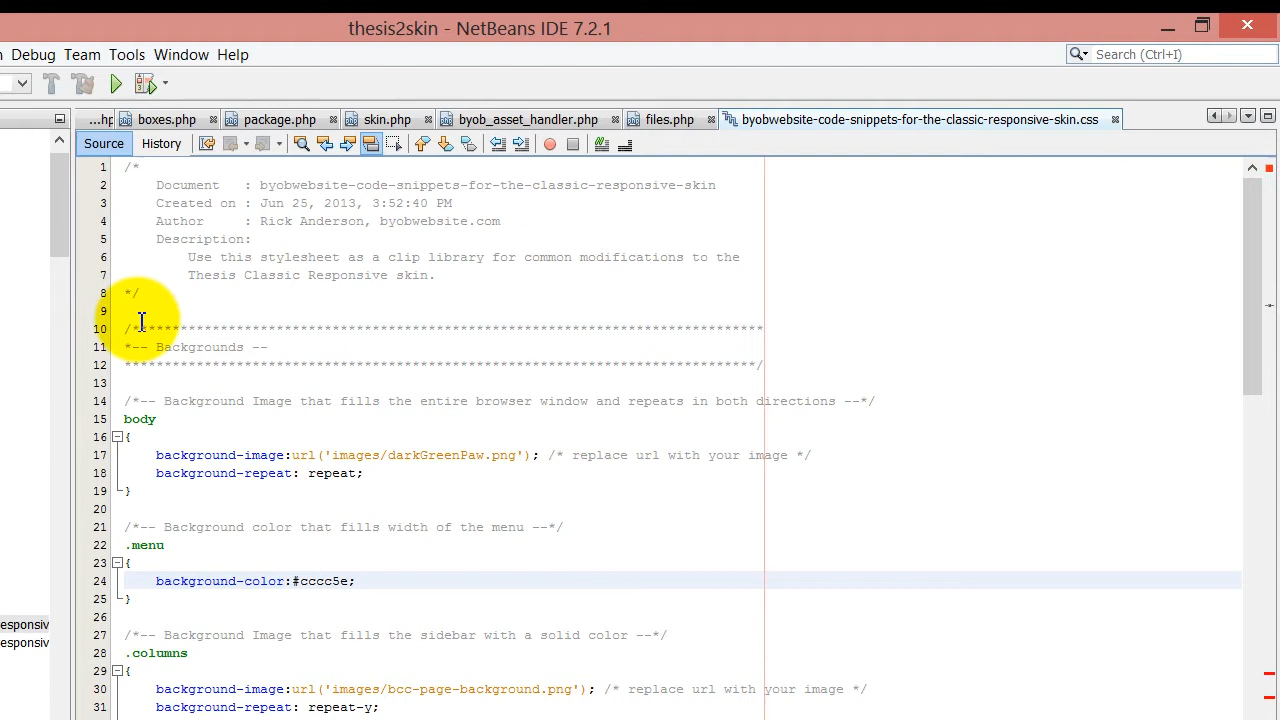 thesis2skin - NetBeans IDE 7.2.1
Debug Team Tools Window Help
Search (Ctrl+I)
...hp boxes.php package.php skin.php byob_asset_handler.php files.php byobwebsite-code-snippets-for-the-classic-responsive-skin.css
Source History
1 /*
2 Document : byobwebsite-code-snippets-for-the-classic-responsive-skin
3 Created on : Jun 25, 2013, 3:52:40 PM
4 Author : Rick Anderson, byobwebsite.com
5 Description:
6 Use this stylesheet as a clip library for common modifications to the
7 Thesis Classic Responsive skin.
8 */
9
10 /*******************************************************************************
11 *-- Backgrounds --
12 *******************************************************************************/
13
14 /*-- Background Image that fills the entire browser window and repeats in both directions --*/
15 body
16 {
17 background-image:url('images/darkGreenPaw.png'); /* replace url with your image */
18 background-repeat: repeat;
19 }
20
21 /*-- Background color that fills width of the menu --*/
22 .menu
23 {
24 background-color:#cccc5e;
25 }
26
27 /*-- Background Image that fills the sidebar with a solid color --*/
28 .columns
29 {
30 background-image:url('images/bcc-page-background.png'); /* replace url with your image */
31 background-repeat: repeat-y;
esponsiv
esponsiv